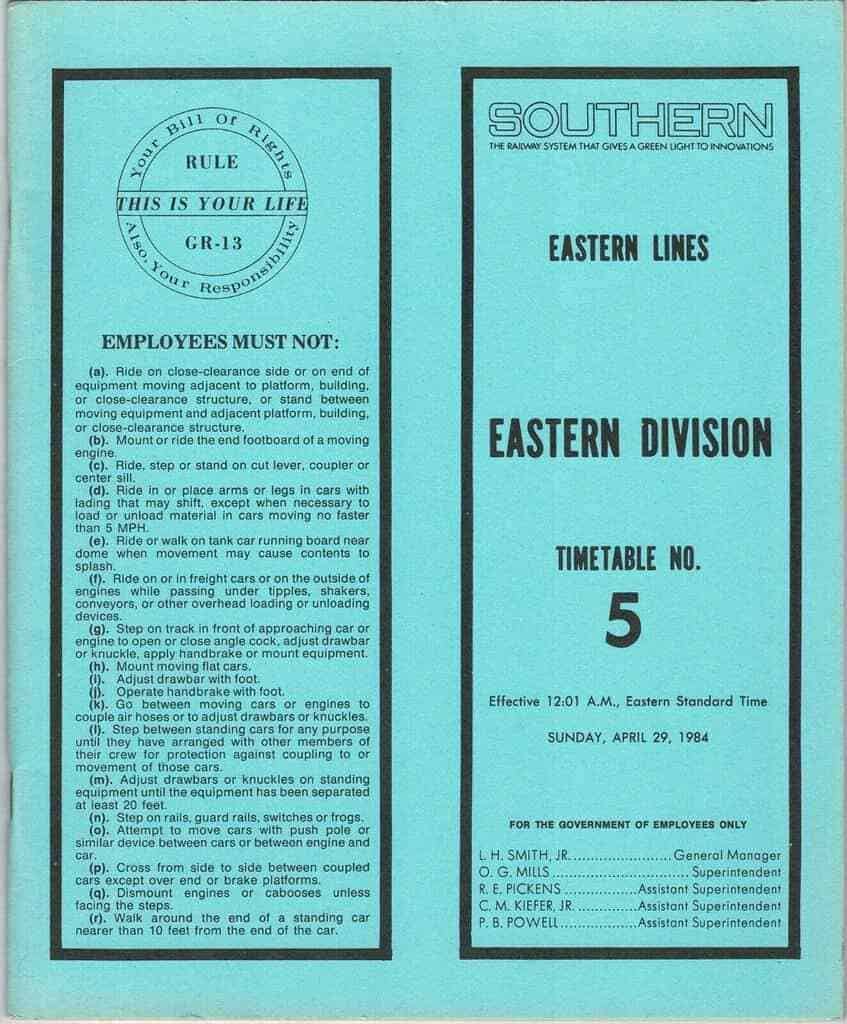 Your Bill Of Rights
RULE
THIS IS YOUR LIFE
GR-13
Also, Your Responsibility
EMPLOYEES MUST NOT:
(a). Ride on close-clearance side or on end of
equipment moving adjacent to platform, building,
or close-clearance structure, or stand between
moving equipment and adjacent platform, building,
or close-clearance structure.
(b). Mount or ride the end footboard of a moving
engine.
(c). Ride, step or stand on cut lever, coupler or
center sill.
(d). Ride in or place arms or legs in cars with
lading that may shift, except when necessary to
load or unload material in cars moving no faster
than 5 MPH.
(e). Ride or walk on tank car running board near
dome when movement may cause contents to
splash.
(f). Ride on or in freight cars or on the outside of
engines while passing under tipples, shakers,
conveyors, or other overhead loading or unloading
devices.
(g). Step on track in front of approaching car or
engine to open or close angle cock, adjust drawbar
or knuckle, apply handbrake or mount equipment.
(h). Mount moving flat cars.
(i). Adjust drawbar with foot.
(j). Operate handbrake with foot.
(k). Go between moving cars or engines to
couple air hoses or to adjust drawbars or knuckles.
(l). Step between standing cars for any purpose
until they have arranged with other members of
their crew for protection against coupling to or
movement of those cars.
(m). Adjust drawbars or knuckles on standing
equipment until the equipment has been separated
at least 20 feet.
(n). Step on rails, guard rails, switches or frogs.
(o). Attempt to move cars with push pole or
similar device between cars or between engine and
car.
(p). Cross from side to side between coupled
cars except over end or brake platforms.
(q). Dismount engines or cabooses unless
facing the steps.
(r). Walk around the end of a standing car
nearer than 10 feet from the end of the car.
SOUTHERN
THE RAILWAY SYSTEM THAT GIVES A GREEN LIGHT TO INNOVATIONS
EASTERN LINES
EASTERN DIVISION
TIMETABLE NO.
5
Effective 12:01 A.M., Eastern Standard Time
SUNDAY, APRIL 29, 1984
FOR THE GOVERNMENT OF EMPLOYEES ONLY
L. H. SMITH, JR. ........................ General Manager
O. G. MILLS .................................. Superintendent
R. E. PICKENS .................. Assistant Superintendent
C. M. KIEFER, JR. .............. Assistant Superintendent
P. B. POWELL ................... Assistant Superintendent